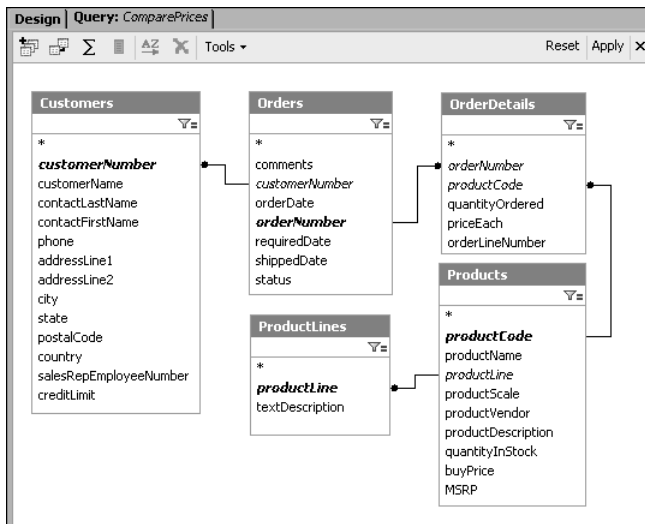 Design
Query: ComparePrices
Tools
Reset
Apply
Customers
*
customerNumber
customerName
contactLastName
contactFirstName
phone
addressLine1
addressLine2
city
state
postalCode
country
salesRepEmployeeNumber
creditLimit
Orders
*
comments
customerNumber
orderDate
orderNumber
requiredDate
shippedDate
status
OrderDetails
*
orderNumber
productCode
quantityOrdered
priceEach
orderLineNumber
ProductLines
*
productLine
textDescription
Products
*
productCode
productName
productLine
productScale
productVendor
productDescription
quantityInStock
buyPrice
MSRP